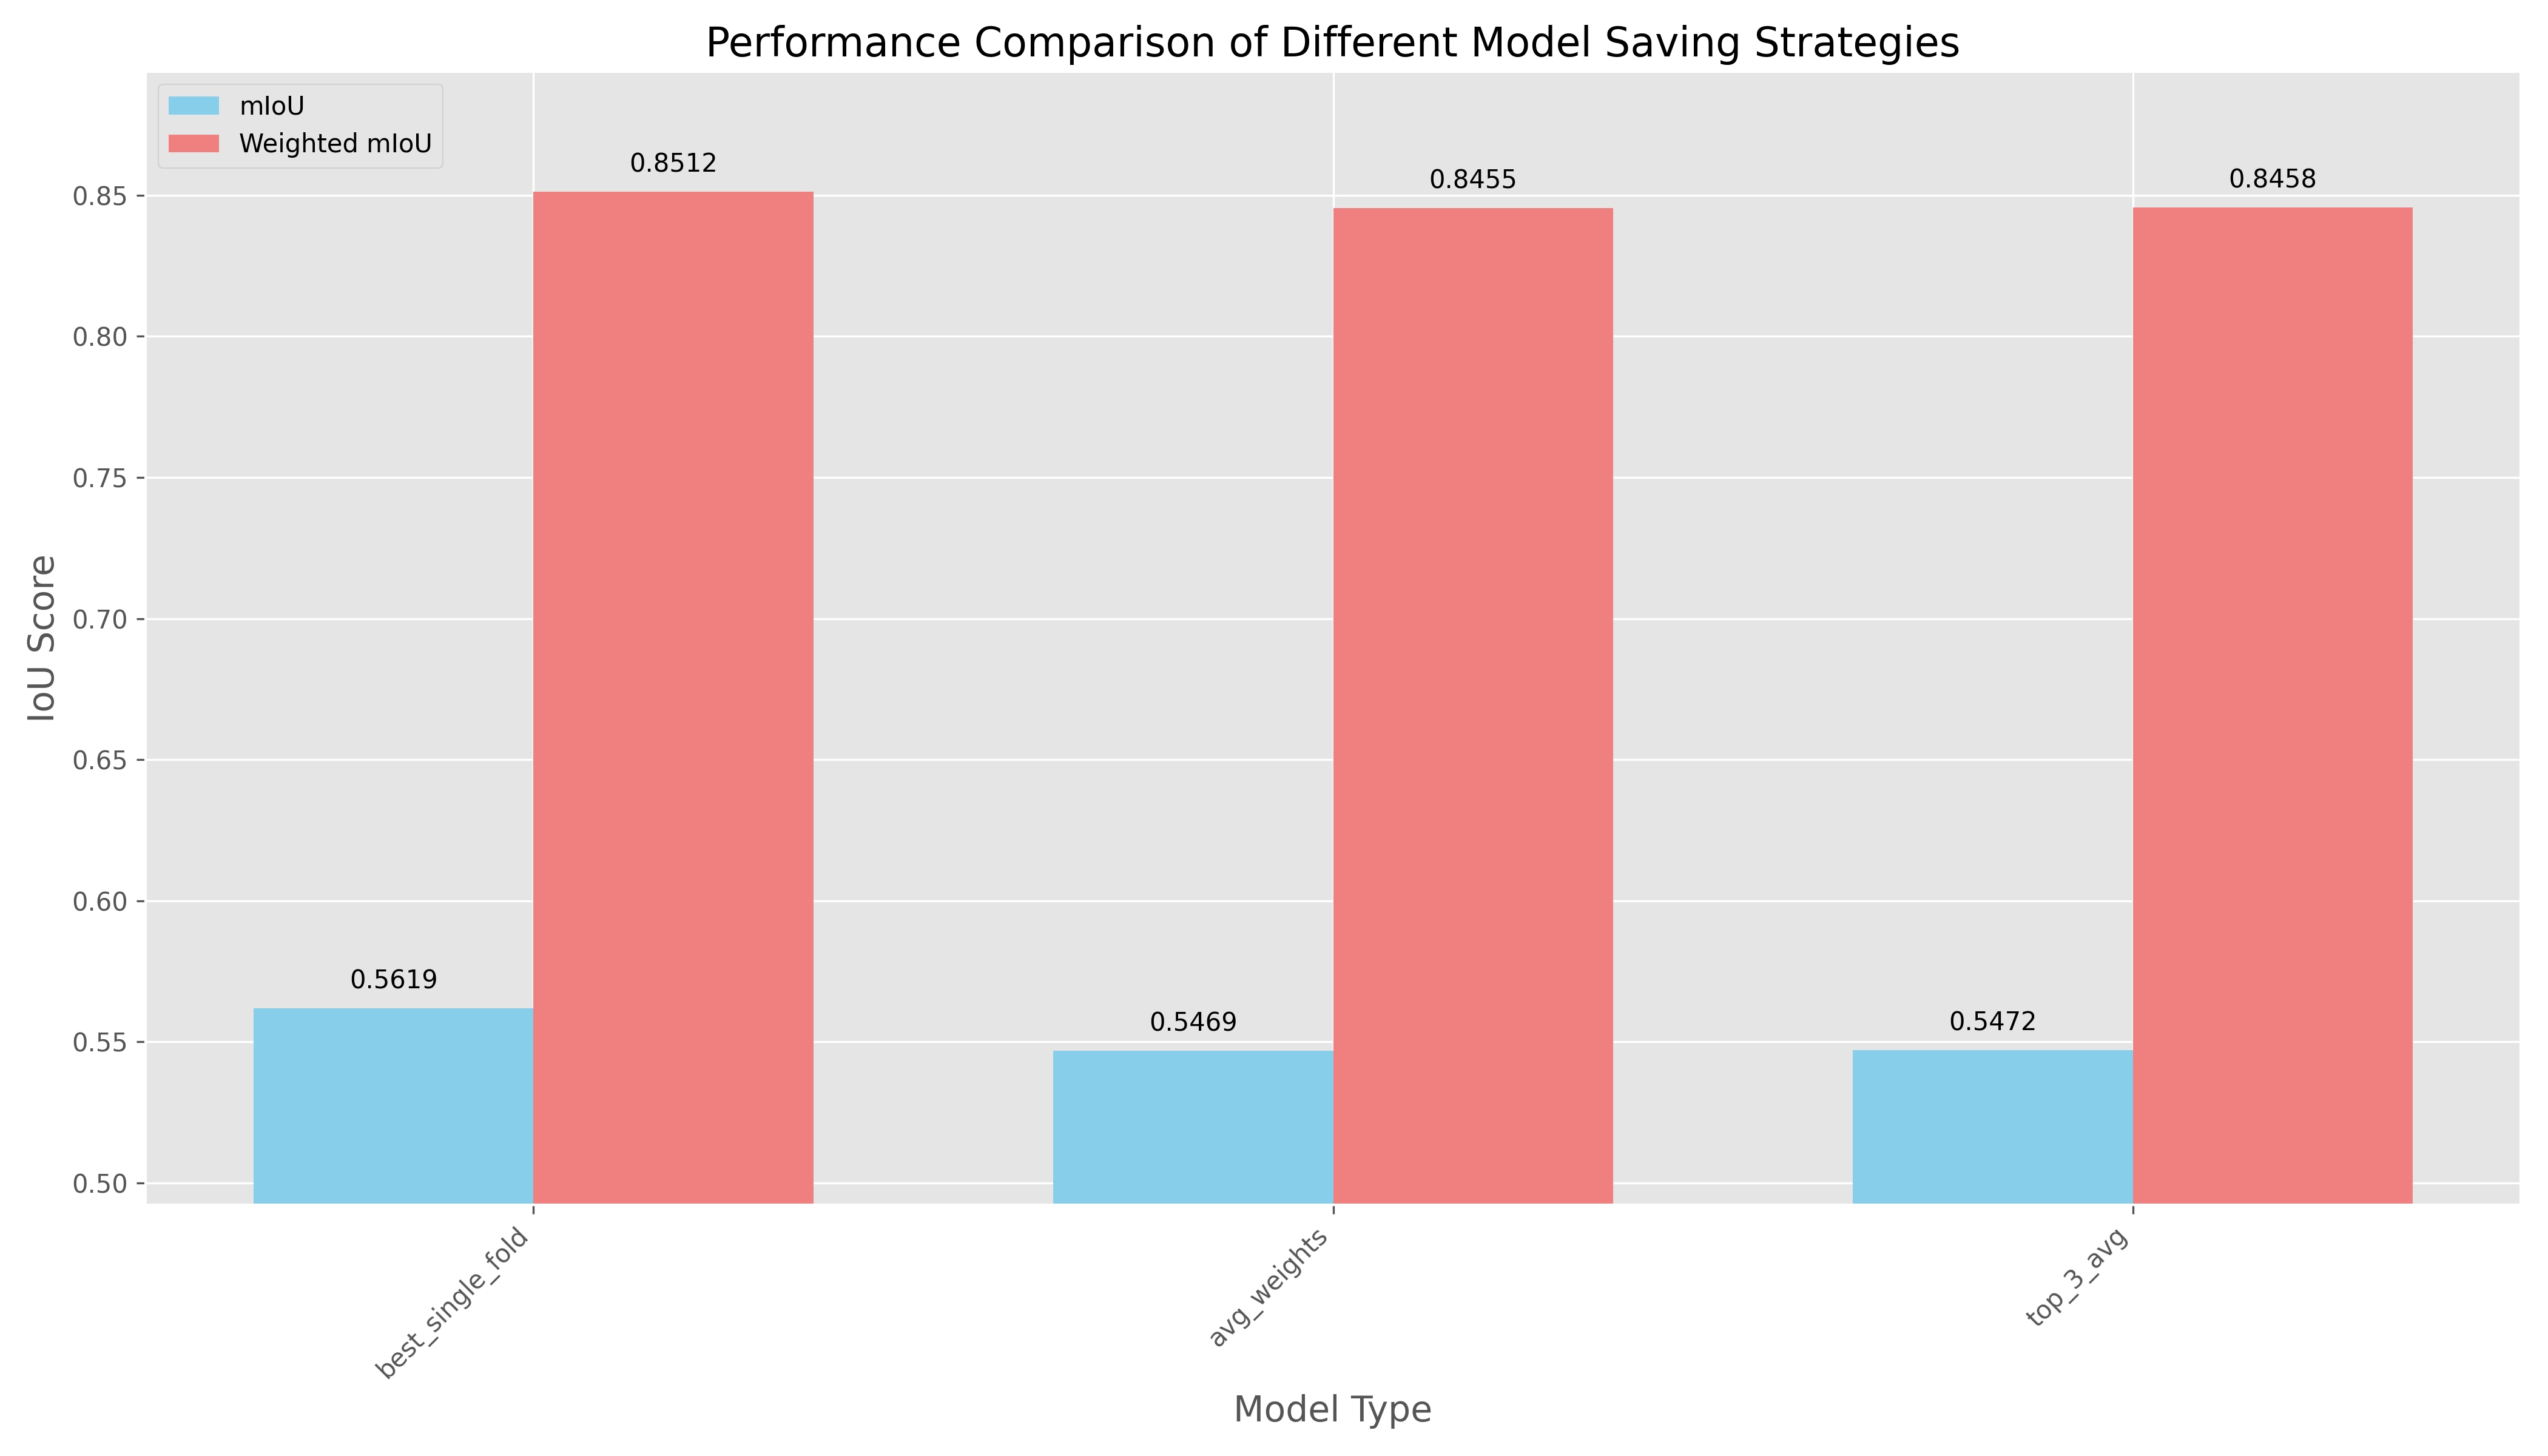 Performance Comparison of Different Model Saving Strategies
mIoU
Weighted mIoU
0.8512
0.8455
0.8458
0.5619
0.5469
0.5472
0.85
0.80
0.75
0.70
0.65
0.60
0.55
0.50
IoU Score
best_single_fold
avg_weights
top_3_avg
Model Type